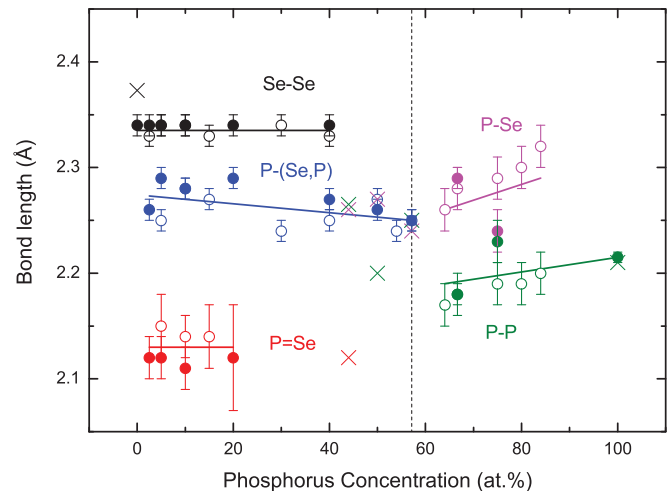 2.4
2.3
2.2
2.1
Bond length (Å)
Se-Se
P-(Se,P)
P=Se
P-Se
P-P
0
20
40
60
80
100
Phosphorus Concentration (at.%)